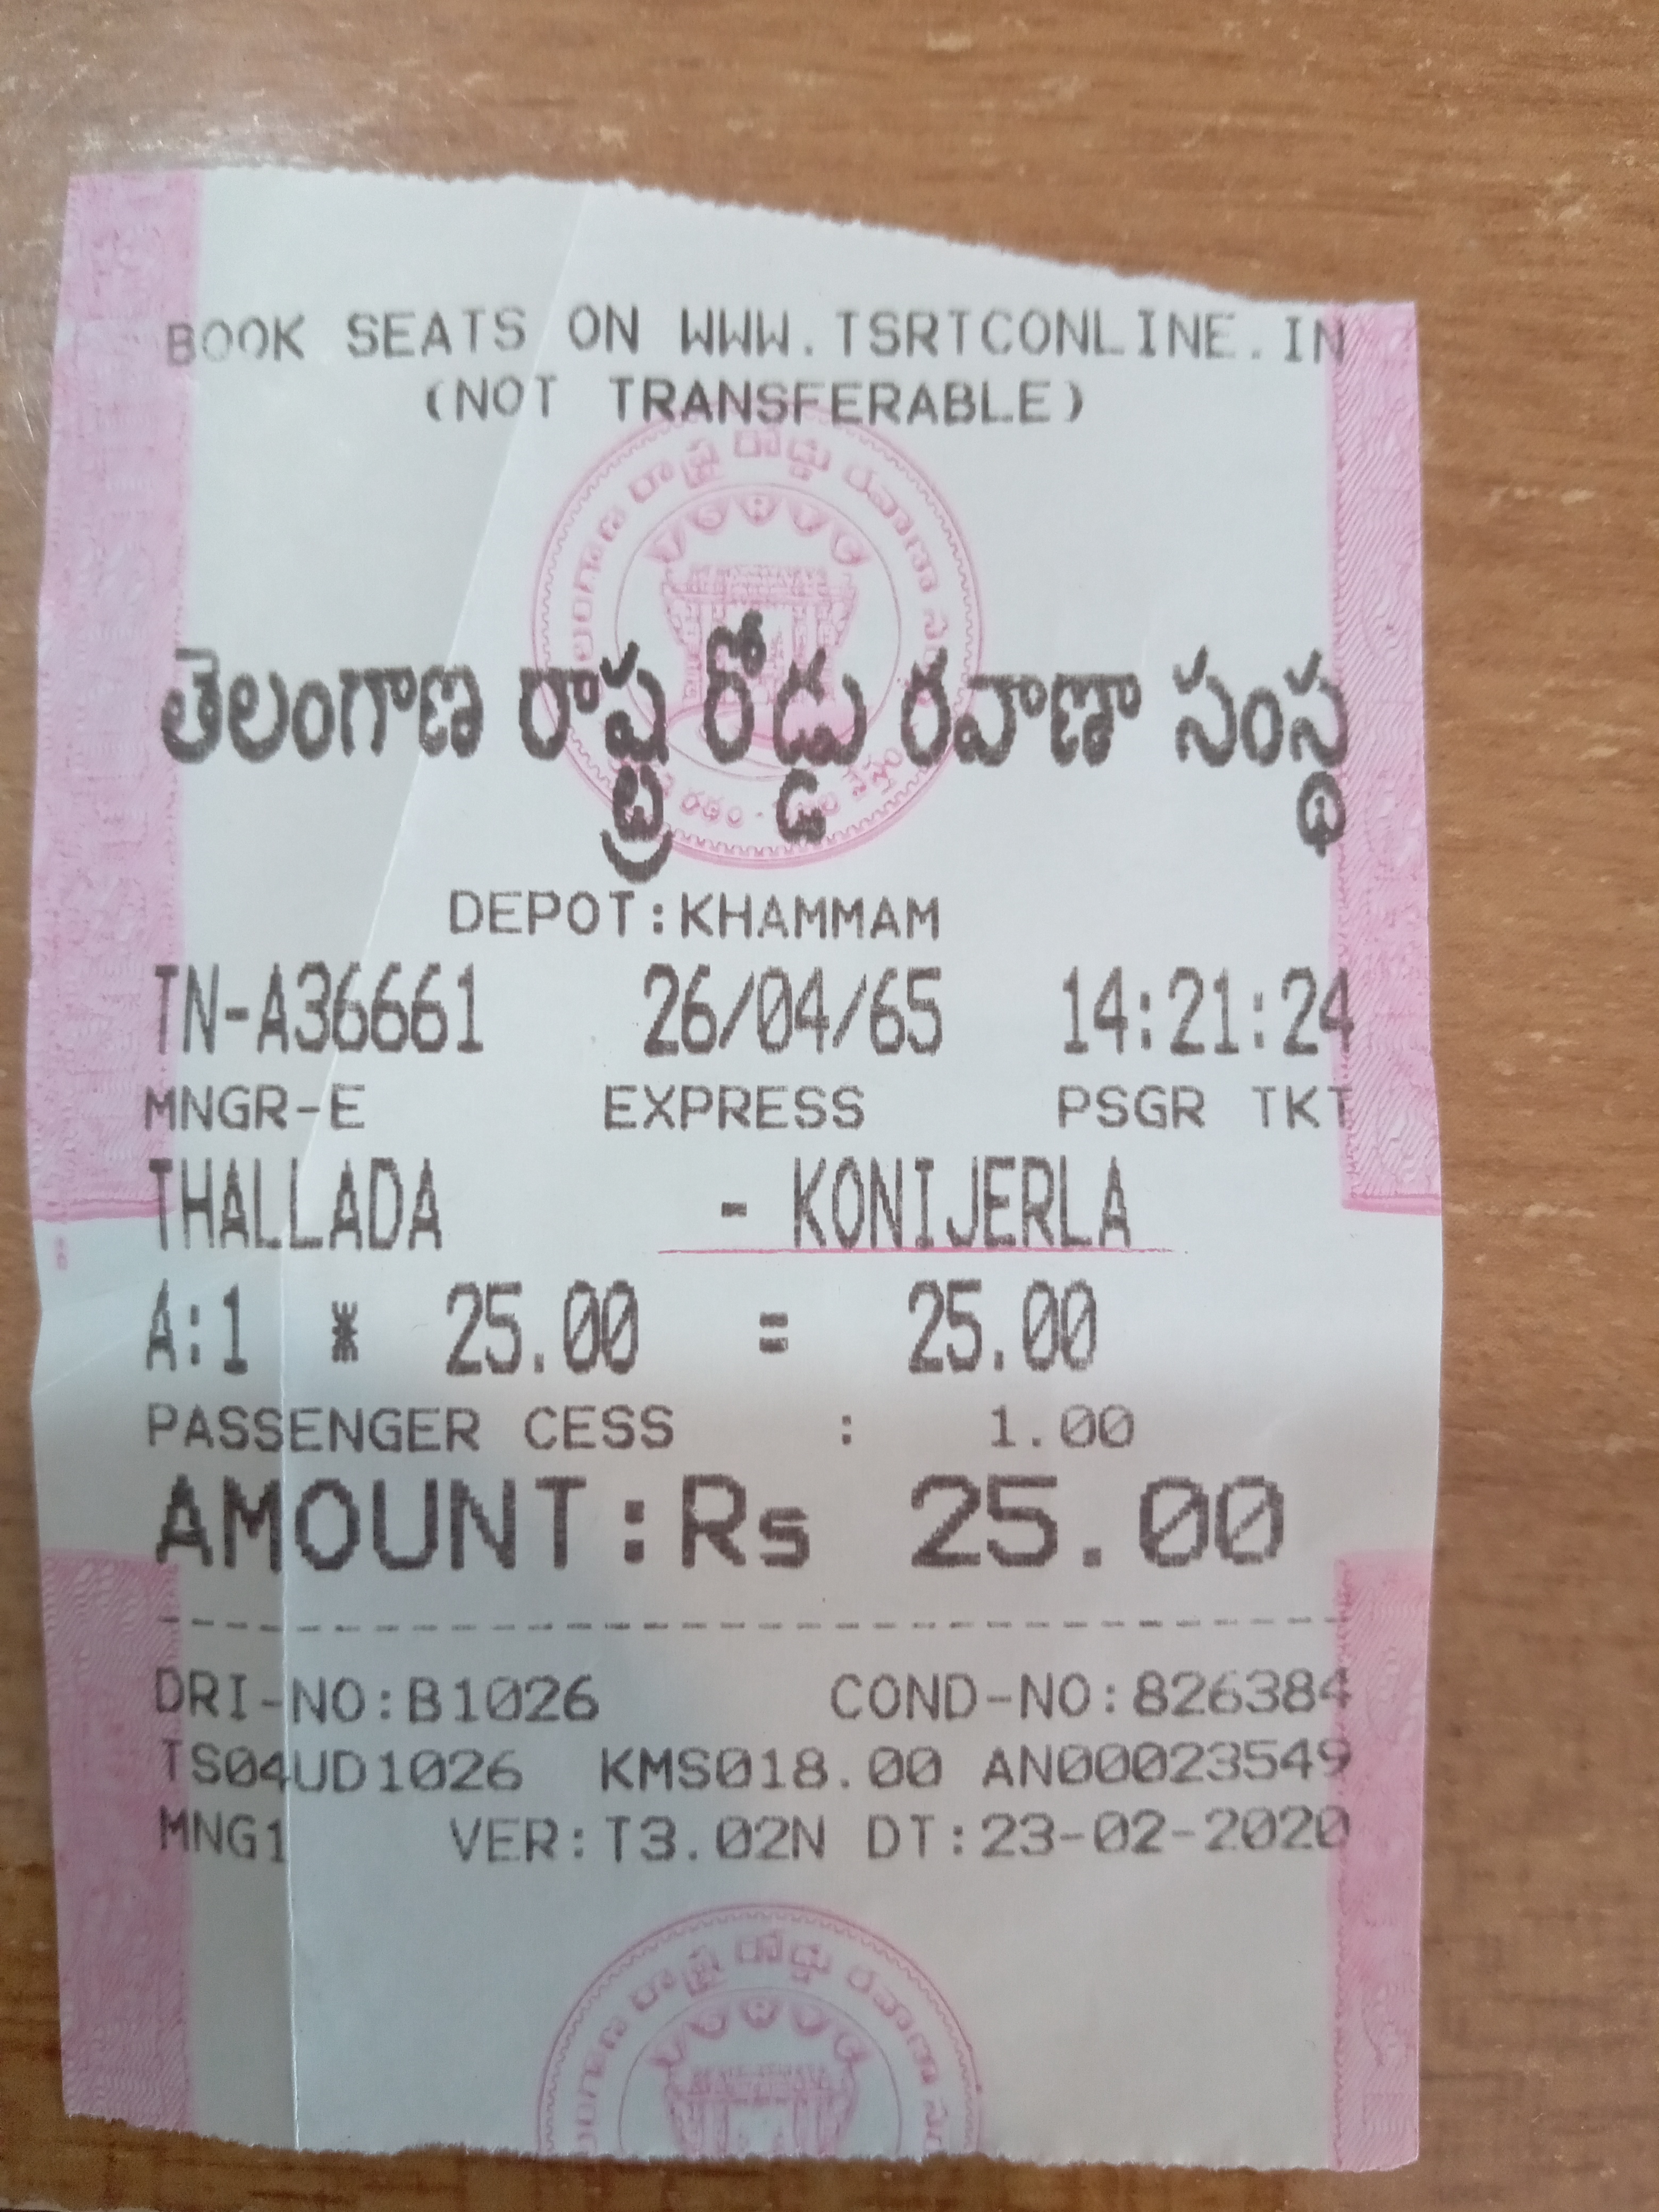 BOOK SEATS ON WWW.TSRTCONLINE.IN
(NOT TRANSFERABLE)
తెలంగాణ రాష్ట్ర రోడ్డు రవాణా సంస్థ
DEPOT:KHAMMAM
TN-A36661 26/04/65 14:21:24
MNGR-E EXPRESS PSGR TKT
THALLADA - KONIJERLA
A:1 * 25.00 = 25.00
PASSENGER CESS : 1.00
AMOUNT:Rs 25.00
DRI-NO:B1026 COND-NO:826384
TS04UD1026 KMS018.00 AN00023549
MNG1 VER:T3.02N DT:23-02-2020